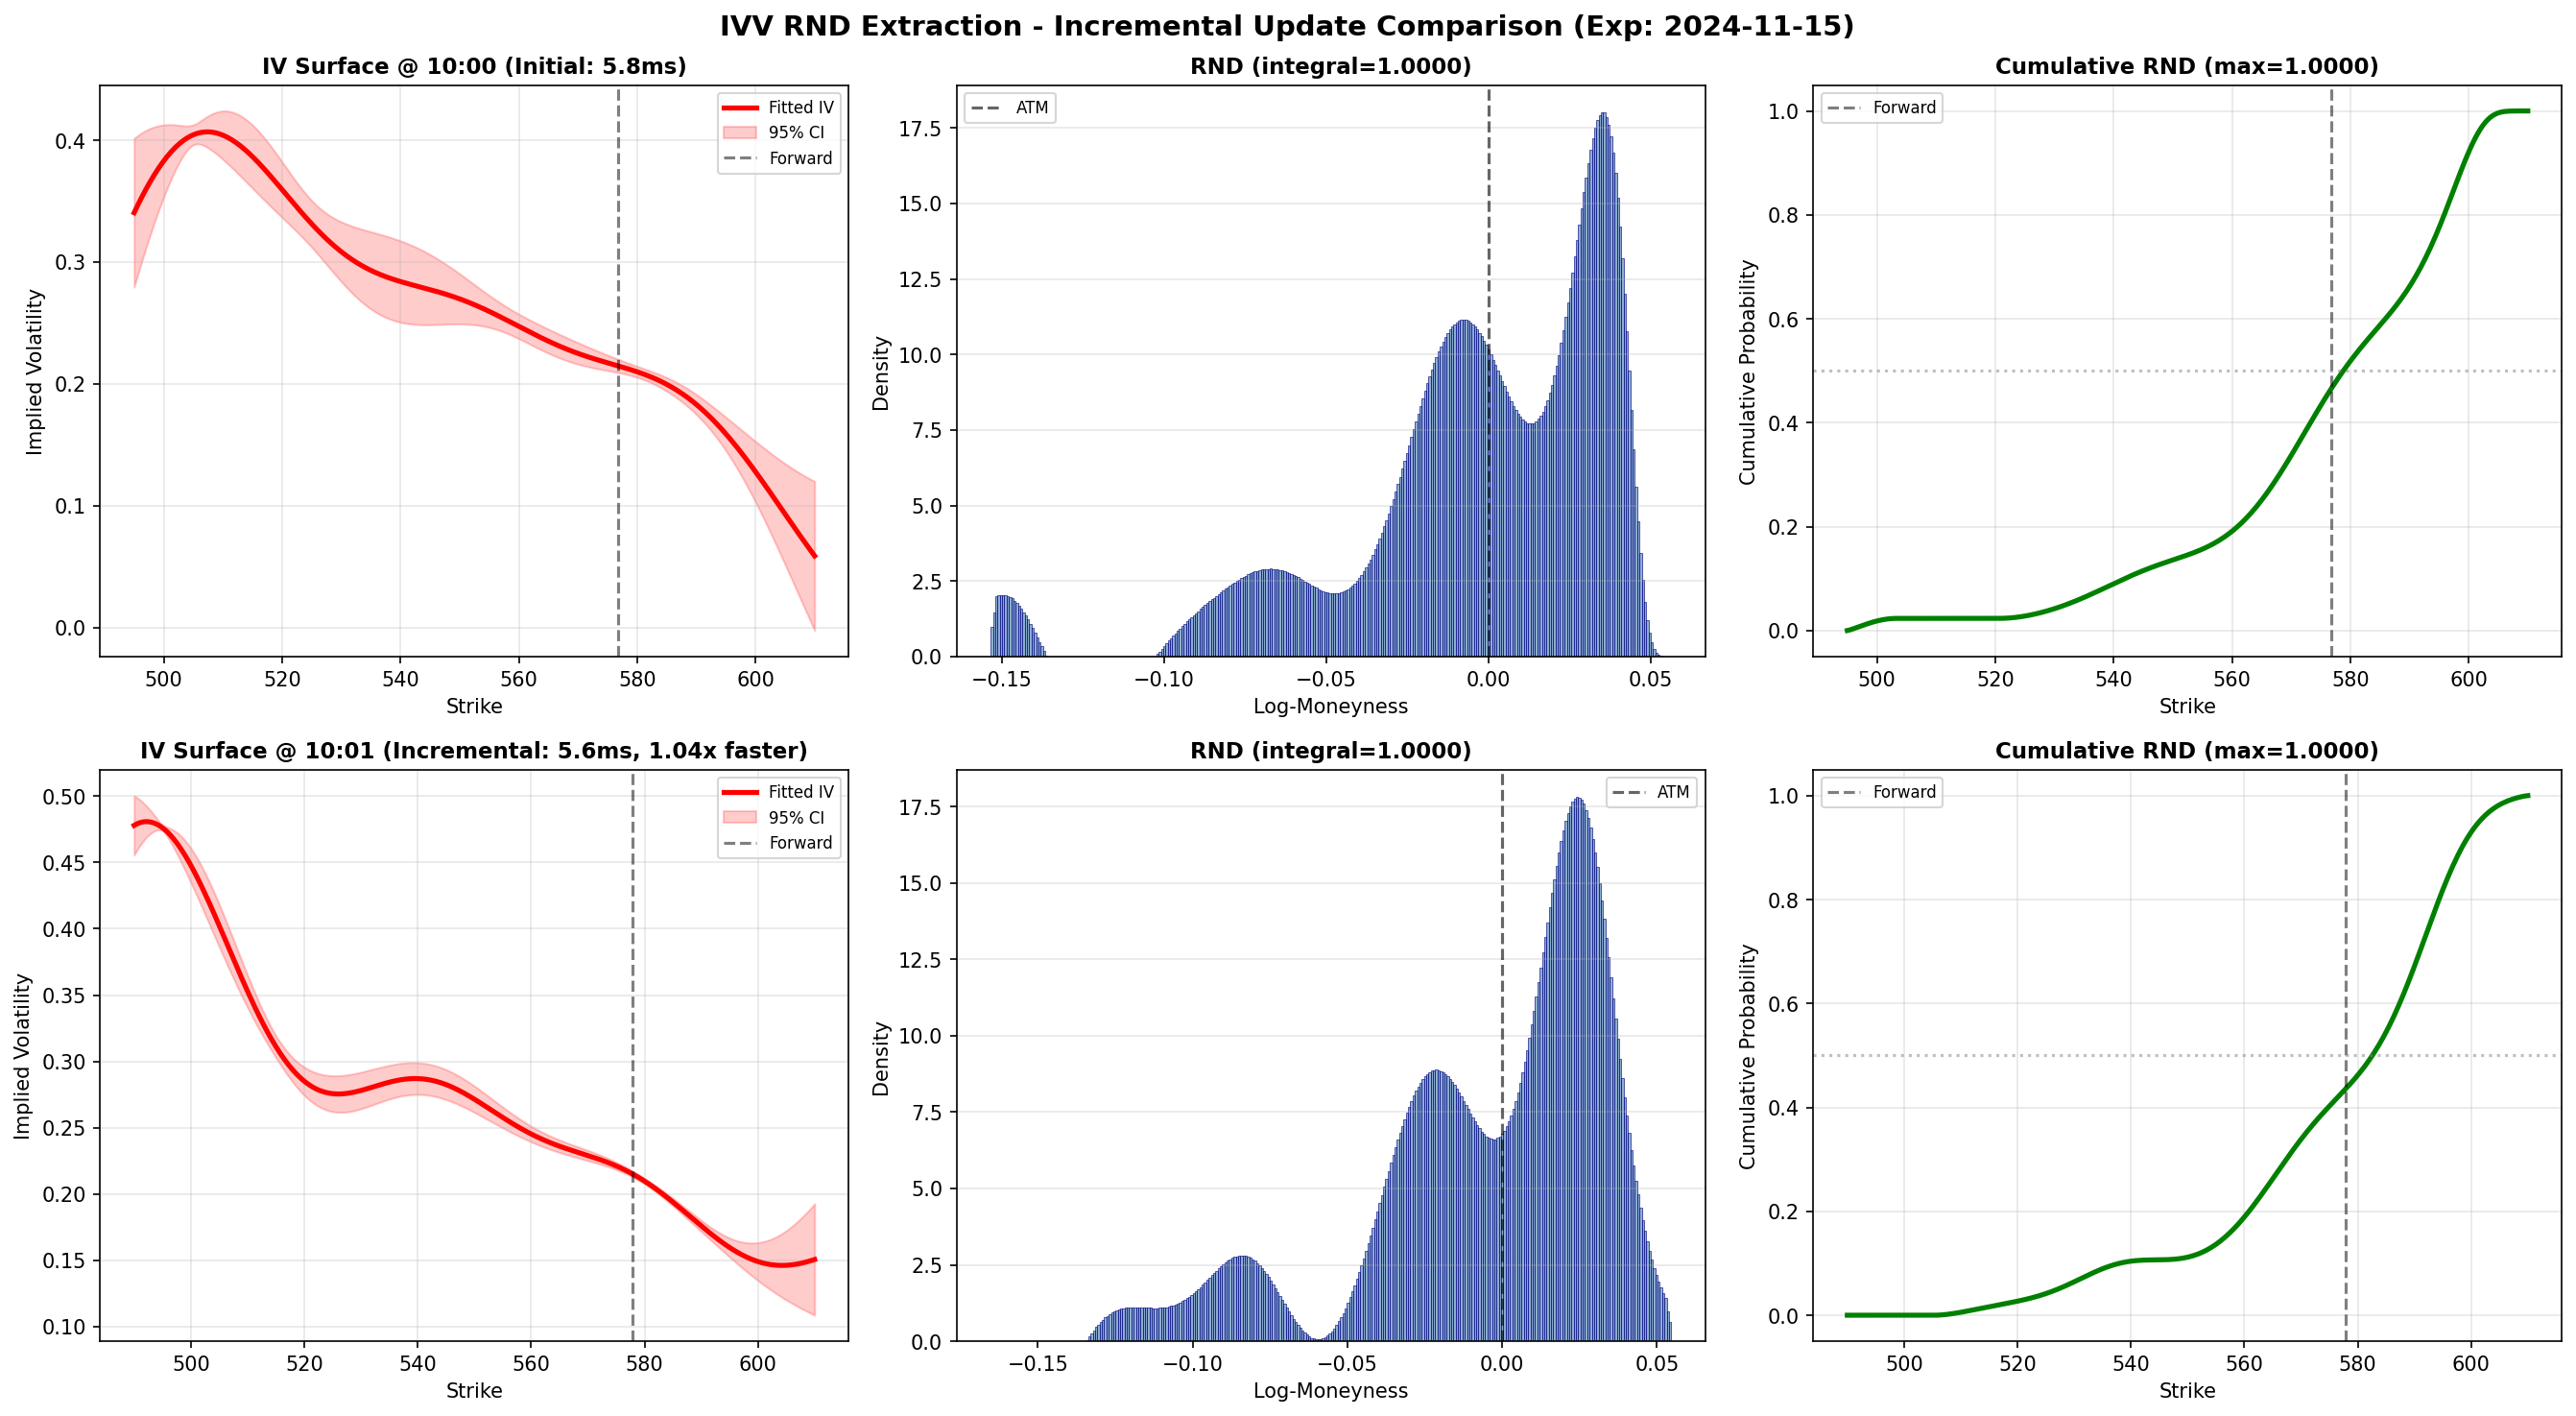 IVV RND Extraction - Incremental Update Comparison (Exp: 2024-11-15)
IV Surface @ 10:00 (Initial: 5.8ms)
Fitted IV
95% CI
Forward
Implied Volatility
0.4
0.3
0.2
0.1
0.0
500 520 540 560 580 600
Strike
RND (integral=1.0000)
ATM
Density
17.5
15.0
12.5
10.0
7.5
5.0
2.5
0.0
−0.15 −0.10 −0.05 0.00 0.05
Log-Moneyness
Cumulative RND (max=1.0000)
Forward
Cumulative Probability
1.0
0.8
0.6
0.4
0.2
0.0
500 520 540 560 580 600
Strike
IV Surface @ 10:01 (Incremental: 5.6ms, 1.04x faster)
Fitted IV
95% CI
Forward
Implied Volatility
0.50
0.45
0.40
0.35
0.30
0.25
0.20
0.15
0.10
500 520 540 560 580 600
Strike
RND (integral=1.0000)
ATM
Density
17.5
15.0
12.5
10.0
7.5
5.0
2.5
0.0
−0.15 −0.10 −0.05 0.00 0.05
Log-Moneyness
Cumulative RND (max=1.0000)
Forward
Cumulative Probability
1.0
0.8
0.6
0.4
0.2
0.0
500 520 540 560 580 600
Strike